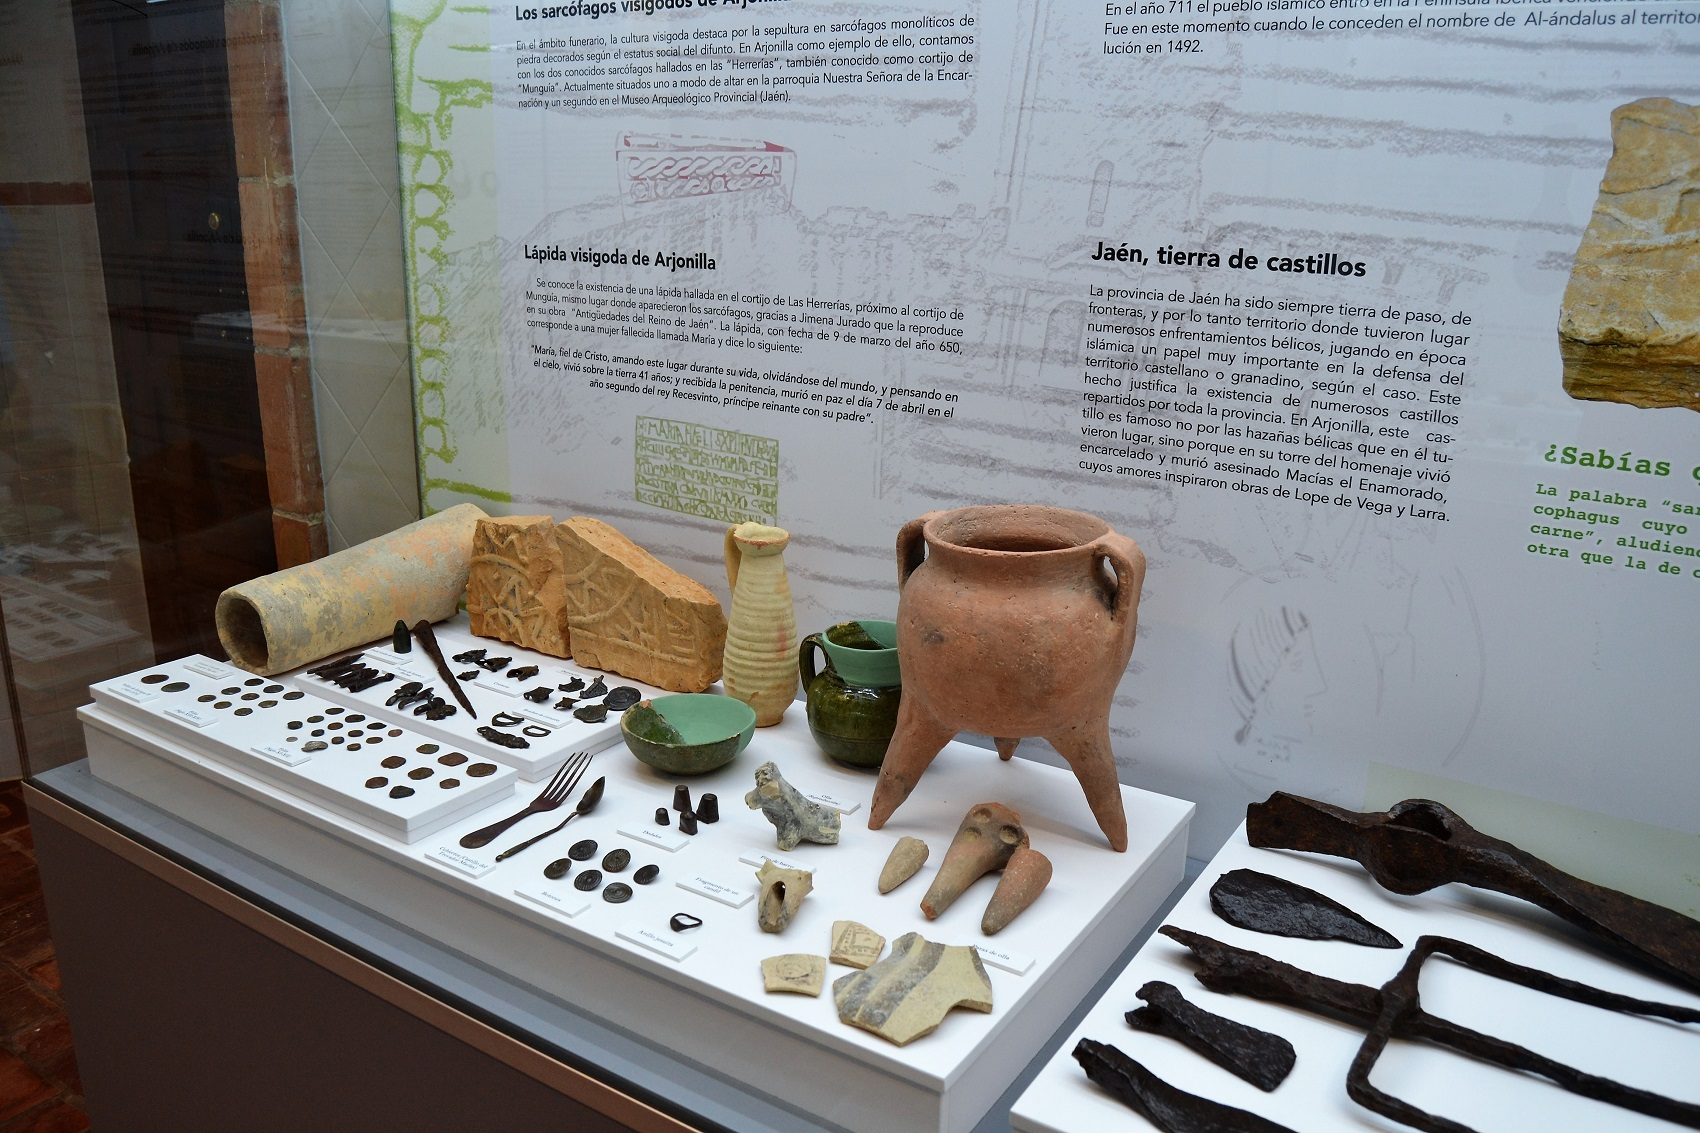 Los sarcófagos visigodos de Arjonilla
En el ámbito funerario, la cultura visigoda destaca por la sepultura en sarcófagos monolíticos de
piedra decorados según el estatus social del difunto. En Arjonilla como ejemplo de ello, contamos
con los dos conocidos sarcófagos hallados en las "Herrerías", también conocido como cortijo de
"Munguía". Actualmente situados uno a modo de altar en la parroquia Nuestra Señora de la Encar-
nación y un segundo en el Museo Arqueológico Provincial (Jaén).
Lápida visigoda de Arjonilla
Se conoce la existencia de una lápida hallada en el cortijo de Las Herrerías, próximo al cortijo de
Munguia, mismo lugar donde aparecieron los sarcófagos, gracias a Jimena Jurado que la reproduce
en su obra "Antigüedades del Reino de Jaén". La lápida, con fecha de 9 de marzo del año 650,
corresponde a una mujer fallecida llamada María y dice lo siguiente:
"María, fiel de Cristo, amando este lugar durante su vida, olvidándose del mundo, y pensando en
el cielo, vivió sobre la tierra 41 años; y recibida la penitencia, murió en paz el día 7 de abril en el
año segundo del rey Recesvinto, príncipe reinante con su padre".
En el año 711 el pueblo islámico entró en la Península Ibérica
Fue en este momento cuando le conceden el nombre de Al-ándalus al territor
lución en 1492.
Jaén, tierra de castillos
La provincia de Jaén ha sido siempre tierra de paso, de
fronteras, y por lo tanto territorio donde tuvieron lugar
numerosos enfrentamientos bélicos, jugando en época
islámica un papel muy importante en la defensa del
territorio castellano o granadino, según el caso. Este
hecho justifica la existencia de numerosos castillos
repartidos por toda la provincia. En Arjonilla, este cas-
tillo es famoso no por las hazañas bélicas que en él tu-
vieron lugar, sino porque en su torre del homenaje vivió
encarcelado y murió asesinado Macías el Enamorado,
cuyos amores inspiraron obras de Lope de Vega y Larra.
¿Sabías q
La palabra "sar
cophagus cuyo
carne", aludien
otra que la de c
Dedales
Botones
Fragmentos de un
candil
Patas de olla